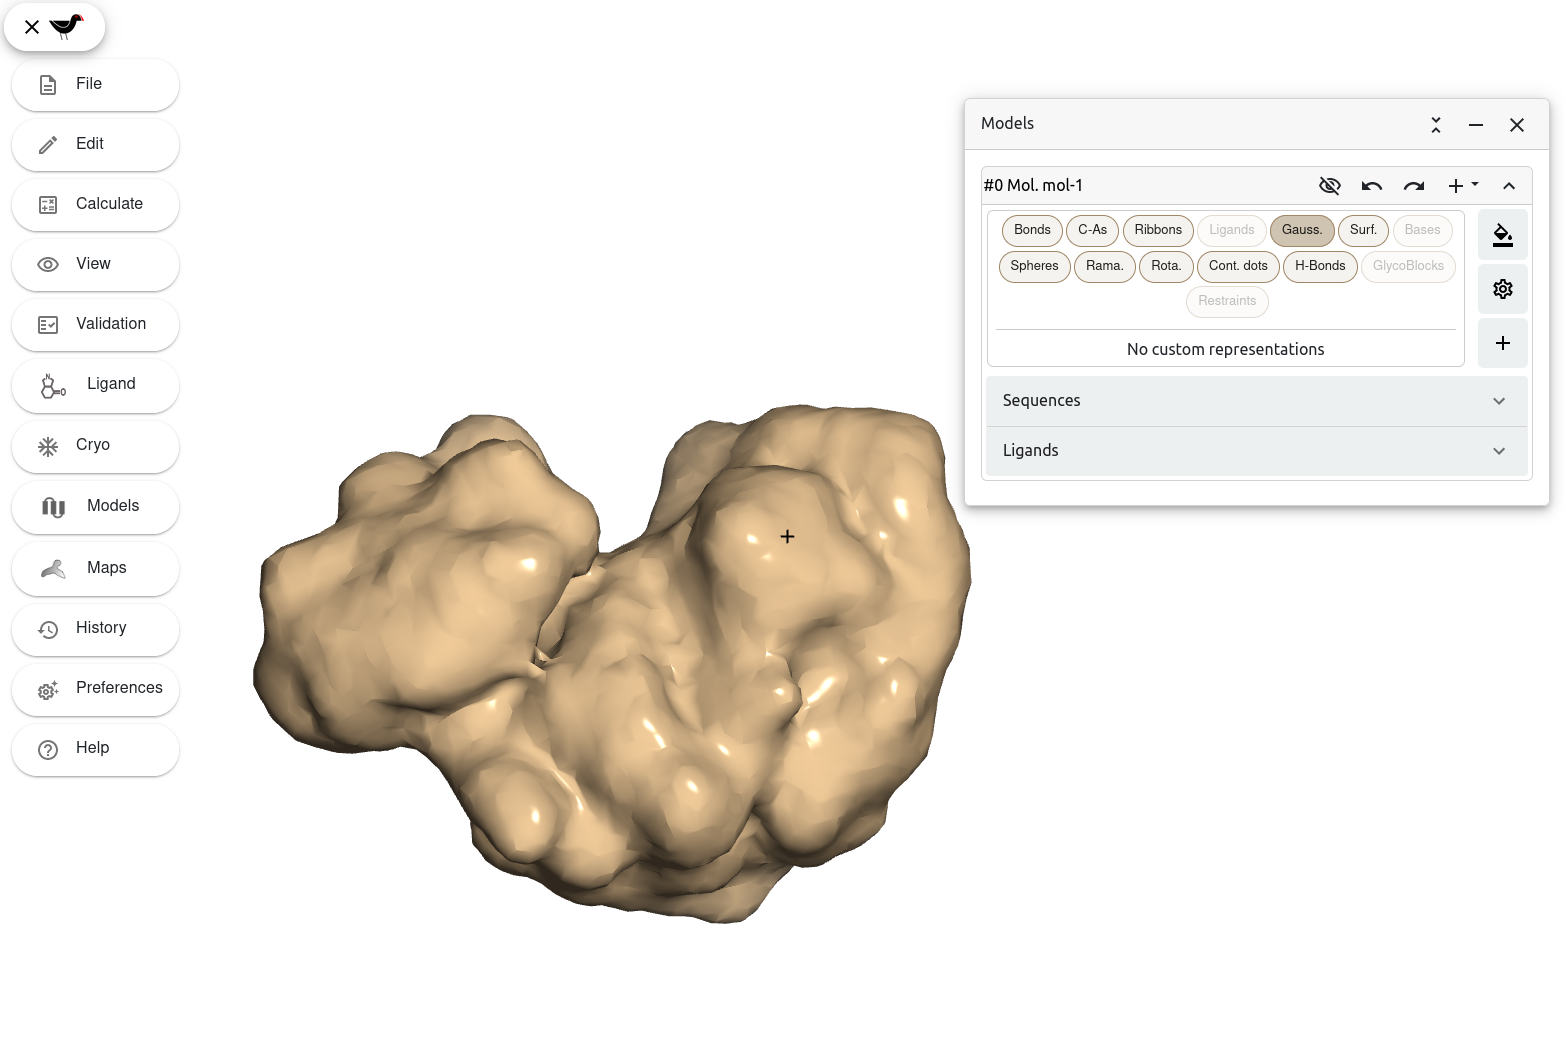 File
Edit
Calculate
View
Validation
Ligand
Cryo
Models
Maps
History
Preferences
Help
Models
#0 Mol. mol-1
Bonds C-As Ribbons Ligands Gauss. Surf. Bases
Spheres Rama. Rota. Cont. dots H-Bonds GlycoBlocks
Restraints
No custom representations
Sequences
Ligands